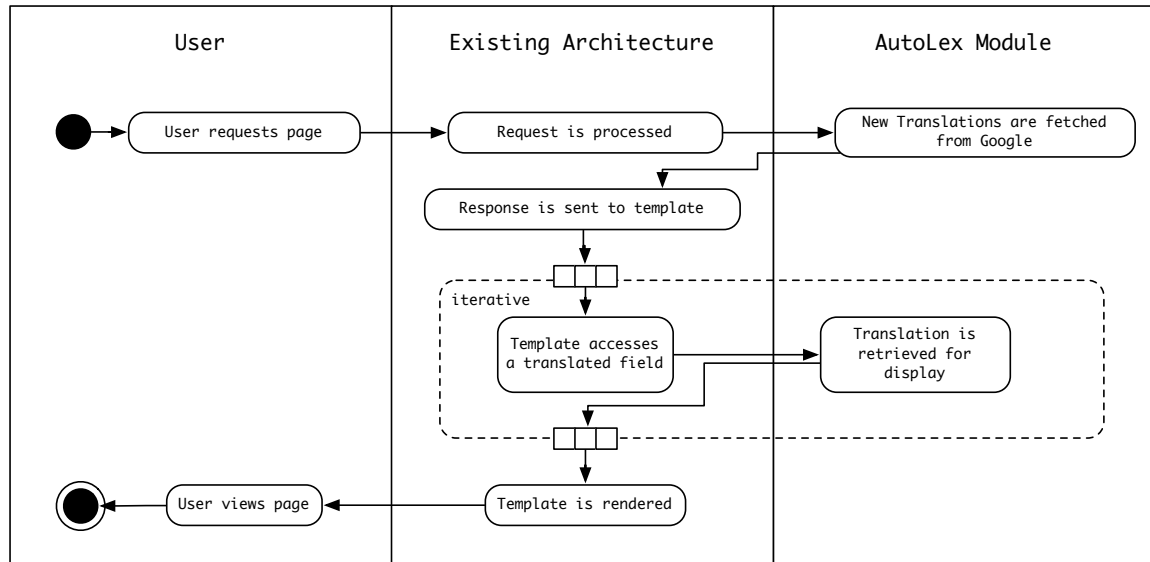 User
Existing Architecture
AutoLex Module
User requests page
Request is processed
New Translations are fetched
from Google
Response is sent to template
iterative
Template accesses
a translated field
Translation is
retrieved for
display
User views page
Template is rendered